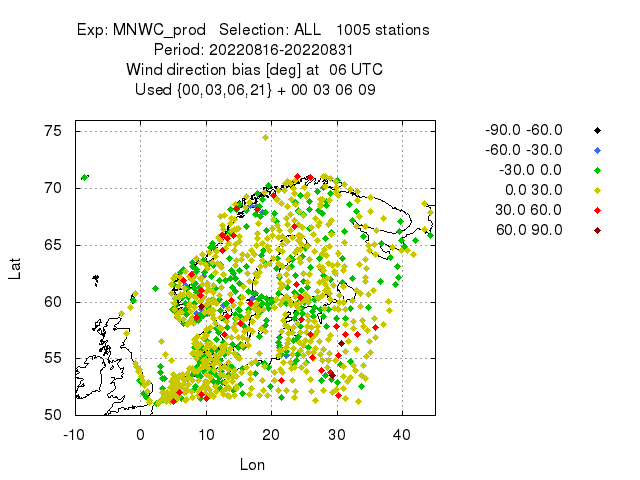 Exp: MNWC_prod   Selection: ALL   1005 stations
Period: 20220816-20220831
Wind direction bias [deg] at  06 UTC
Used {00,03,06,21} + 00 03 06 09
75
70
65
60
55
50
-10 0 10 20 30 40
Lat
Lon
-90.0 -60.0
-60.0 -30.0
-30.0 0.0
0.0 30.0
30.0 60.0
60.0 90.0